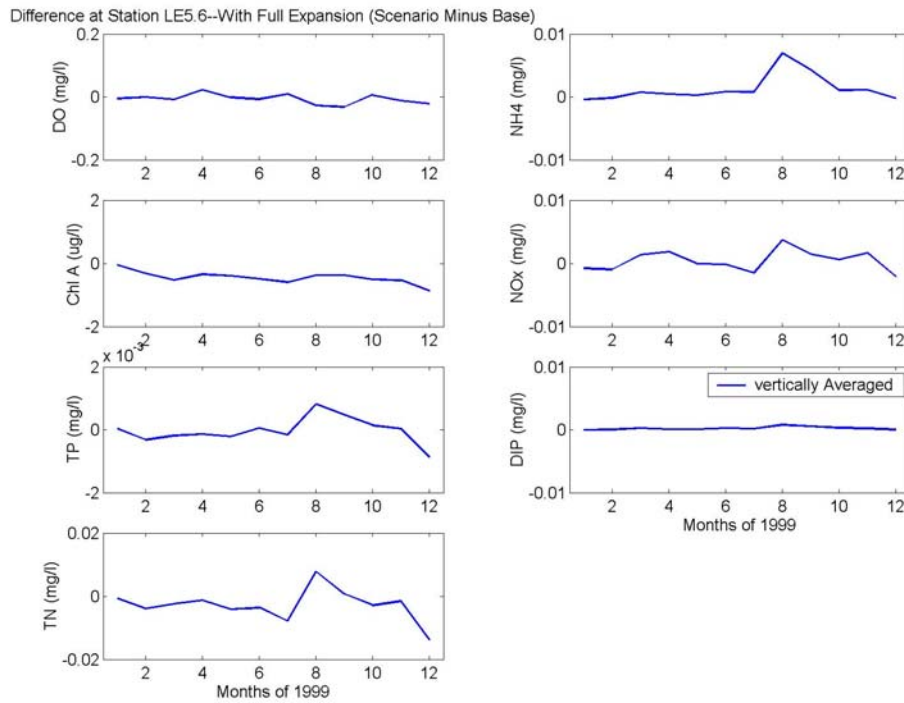 Difference at Station LE5.6--With Full Expansion (Scenario Minus Base)
0.2
0
-0.2
DO (mg/l)
2 4 6 8 10 12
2
0
-2
Chl A (ug/l)
2 4 6 8 10 12
x 10⁻³
2
0
-2
TP (mg/l)
2 4 6 8 10 12
0.02
0
-0.02
TN (mg/l)
2 4 6 8 10 12
Months of 1999
0.01
0
-0.01
NH4 (mg/l)
2 4 6 8 10 12
0.01
0
-0.01
NOx (mg/l)
2 4 6 8 10 12
0.01
0
-0.01
DIP (mg/l)
vertically Averaged
2 4 6 8 10 12
Months of 1999